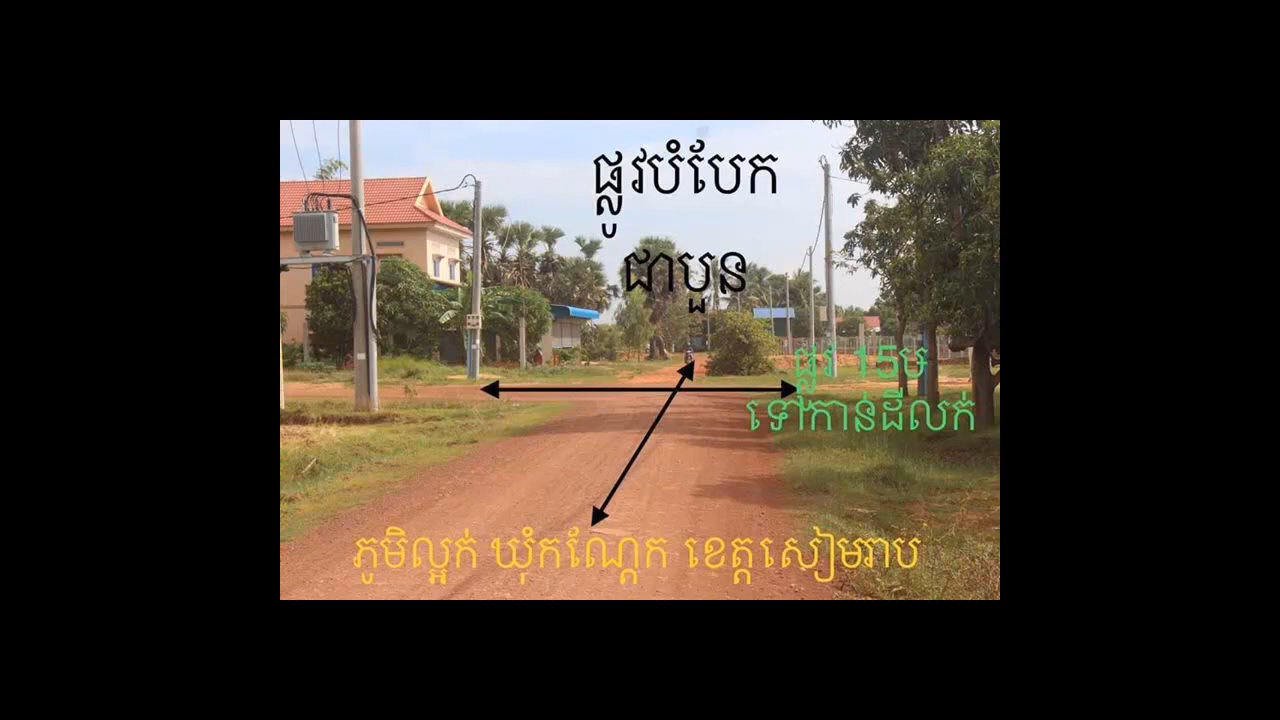 ផ្លូវបំបែក
ជាបួន
ផ្លូវ 15ម
ទៅកាន់ដីលក់
ភូមិល្អក់ ឃុំកណ្ដែក ខេត្តសៀមរាប